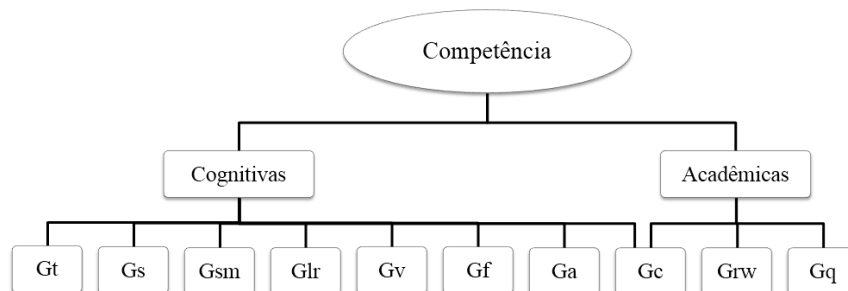 Competência
Cognitivas
Acadêmicas
Gt
Gs
Gsm
Glr
Gv
Gf
Ga
Gc
Grw
Gq